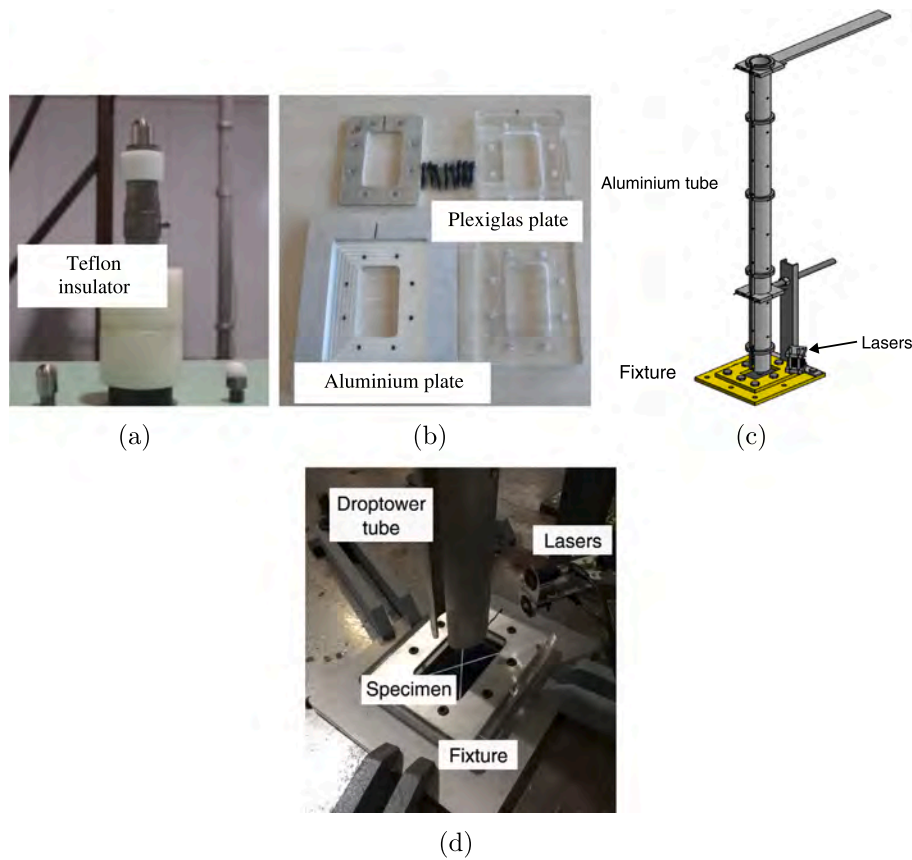 Teflon
insulator
(a)
Plexiglas plate
Aluminium plate
(b)
Aluminium tube
Lasers
Fixture
(c)
Droptower
tube
Lasers
Specimen
Fixture
(d)